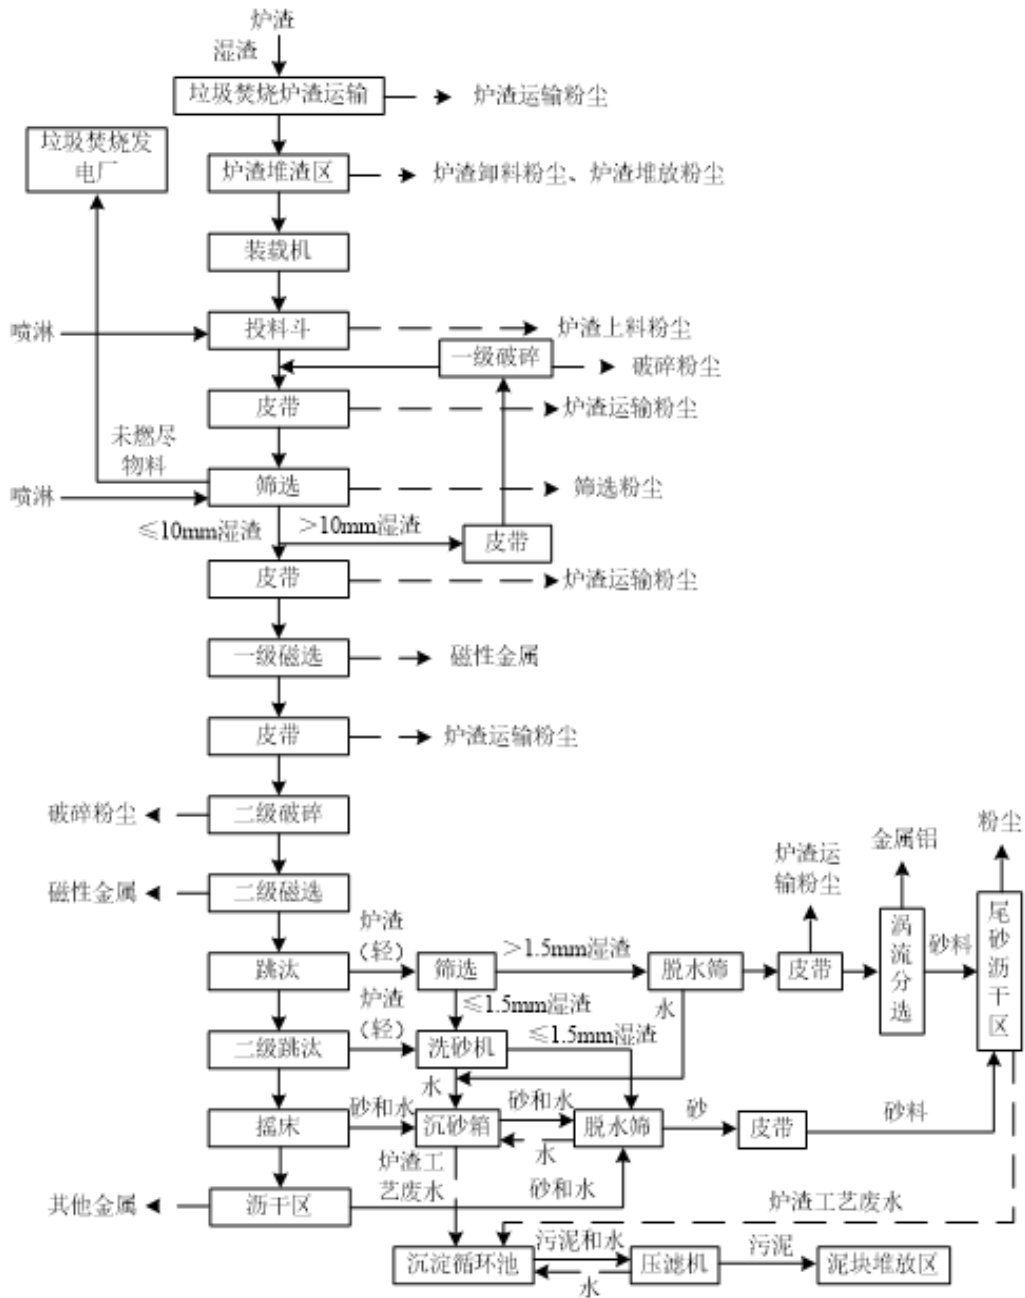 炉渣
湿渣
垃圾焚烧炉渣运输
炉渣运输粉尘
垃圾焚烧发
电厂
炉渣堆渣区
炉渣卸料粉尘、炉渣堆放粉尘
装载机
喷淋
投料斗
炉渣上料粉尘
一级破碎
破碎粉尘
皮带
炉渣运输粉尘
未燃尽
物料
喷淋
筛选
筛选粉尘
≤10mm湿渣
>10mm湿渣
皮带
皮带
炉渣运输粉尘
一级磁选
磁性金属
皮带
炉渣运输粉尘
破碎粉尘
二级破碎
磁性金属
二级磁选
炉渣
(轻)
跳汰
筛选
>1.5mm湿渣
脱水筛
炉渣运
输粉尘
皮带
金属铝
涡流分选
砂料
粉尘
尾砂沥干区
≤1.5mm湿渣
水
炉渣
(轻)
二级跳汰
洗砂机
≤1.5mm湿渣
水
摇床
砂和水
沉砂箱
砂和水
水
脱水筛
砂
皮带
砂料
炉渣工
艺废水
其他金属
沥干区
砂和水
炉渣工艺废水
沉淀循环池
污泥和水
水
压滤机
污泥
泥块堆放区